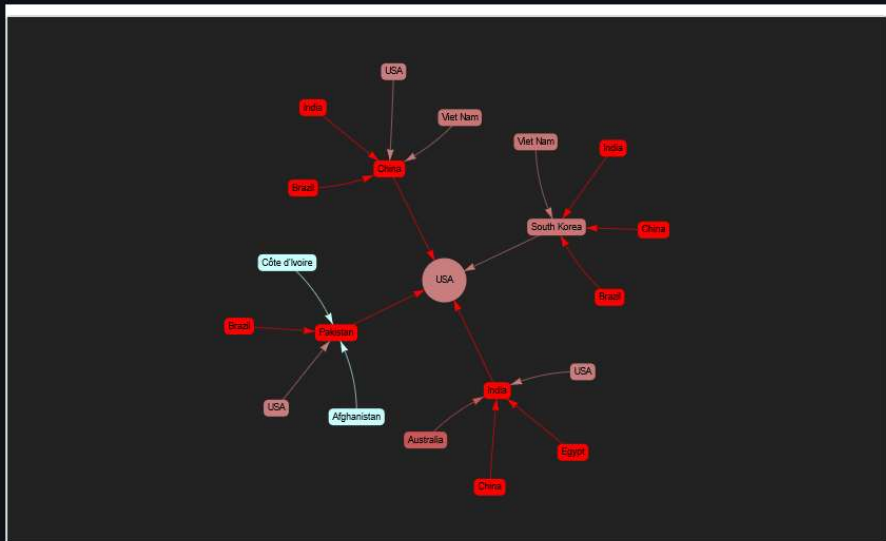 USA
India
Viet Nam
China
Brazil
Viet Nam
India
South Korea
China
Brazil
USA
Côte d'Ivoire
Brazil
Pakistan
USA
Afghanistan
USA
India
Australia
Egypt
China